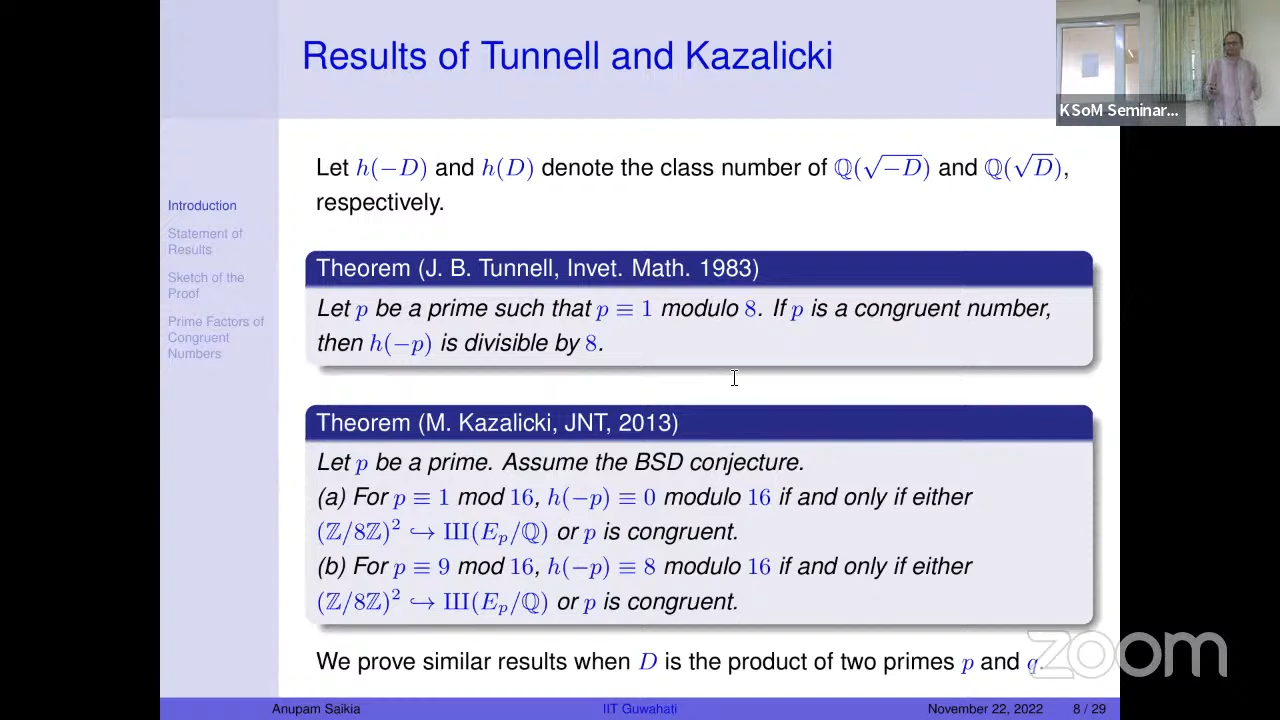 Results of Tunnell and Kazalicki
KSoM Seminar...
Let h(−D) and h(D) denote the class number of ℚ(√−D) and ℚ(√D),
respectively.
Introduction
Statement of
Results
Sketch of the
Proof
Prime Factors of
Congruent
Numbers
Theorem (J. B. Tunnell, Invet. Math. 1983)
Let p be a prime such that p ≡ 1 modulo 8. If p is a congruent number,
then h(−p) is divisible by 8.
Theorem (M. Kazalicki, JNT, 2013)
Let p be a prime. Assume the BSD conjecture.
(a) For p ≡ 1 mod 16, h(−p) ≡ 0 modulo 16 if and only if either
(ℤ/8ℤ)² ↪ Ш(E_p/ℚ) or p is congruent.
(b) For p ≡ 9 mod 16, h(−p) ≡ 8 modulo 16 if and only if either
(ℤ/8ℤ)² ↪ Ш(E_p/ℚ) or p is congruent.
We prove similar results when D is the product of two primes p and q.
zoom
Anupam Saikia IIT Guwahati November 22, 2022 8 / 29